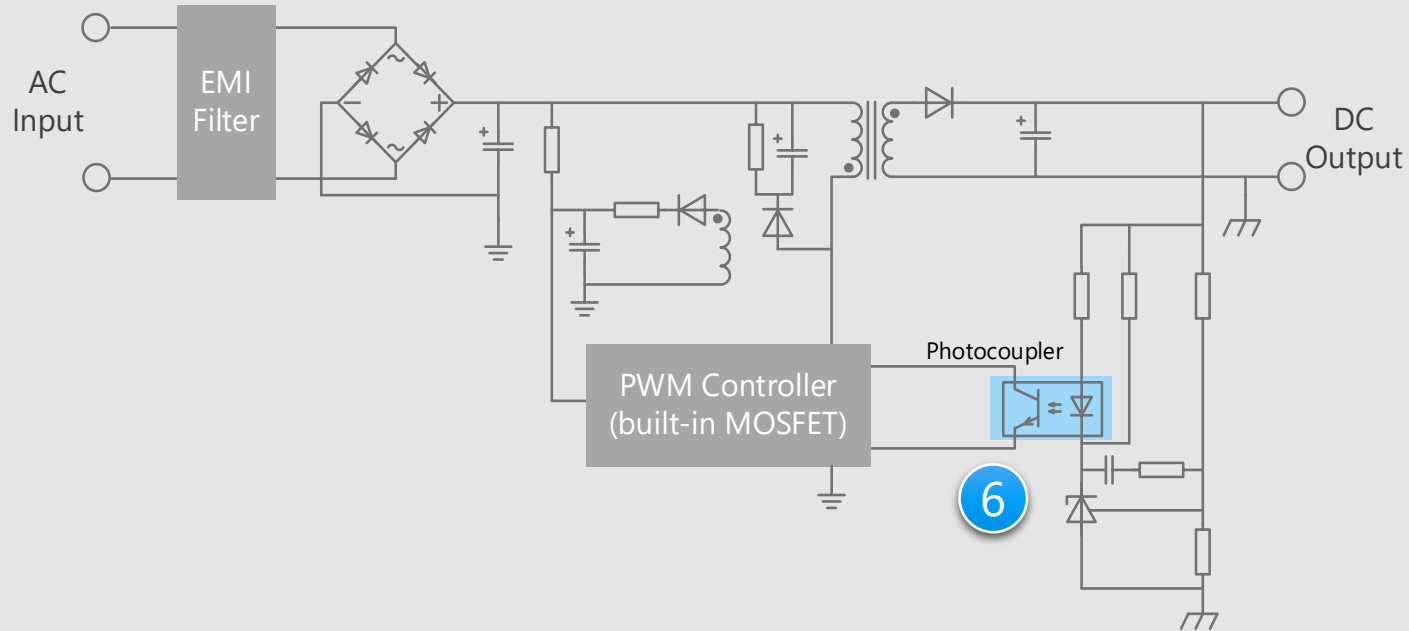 AC
Input
EMI
Filter
DC
Output
Photocoupler
PWM Controller
(built-in MOSFET)
6